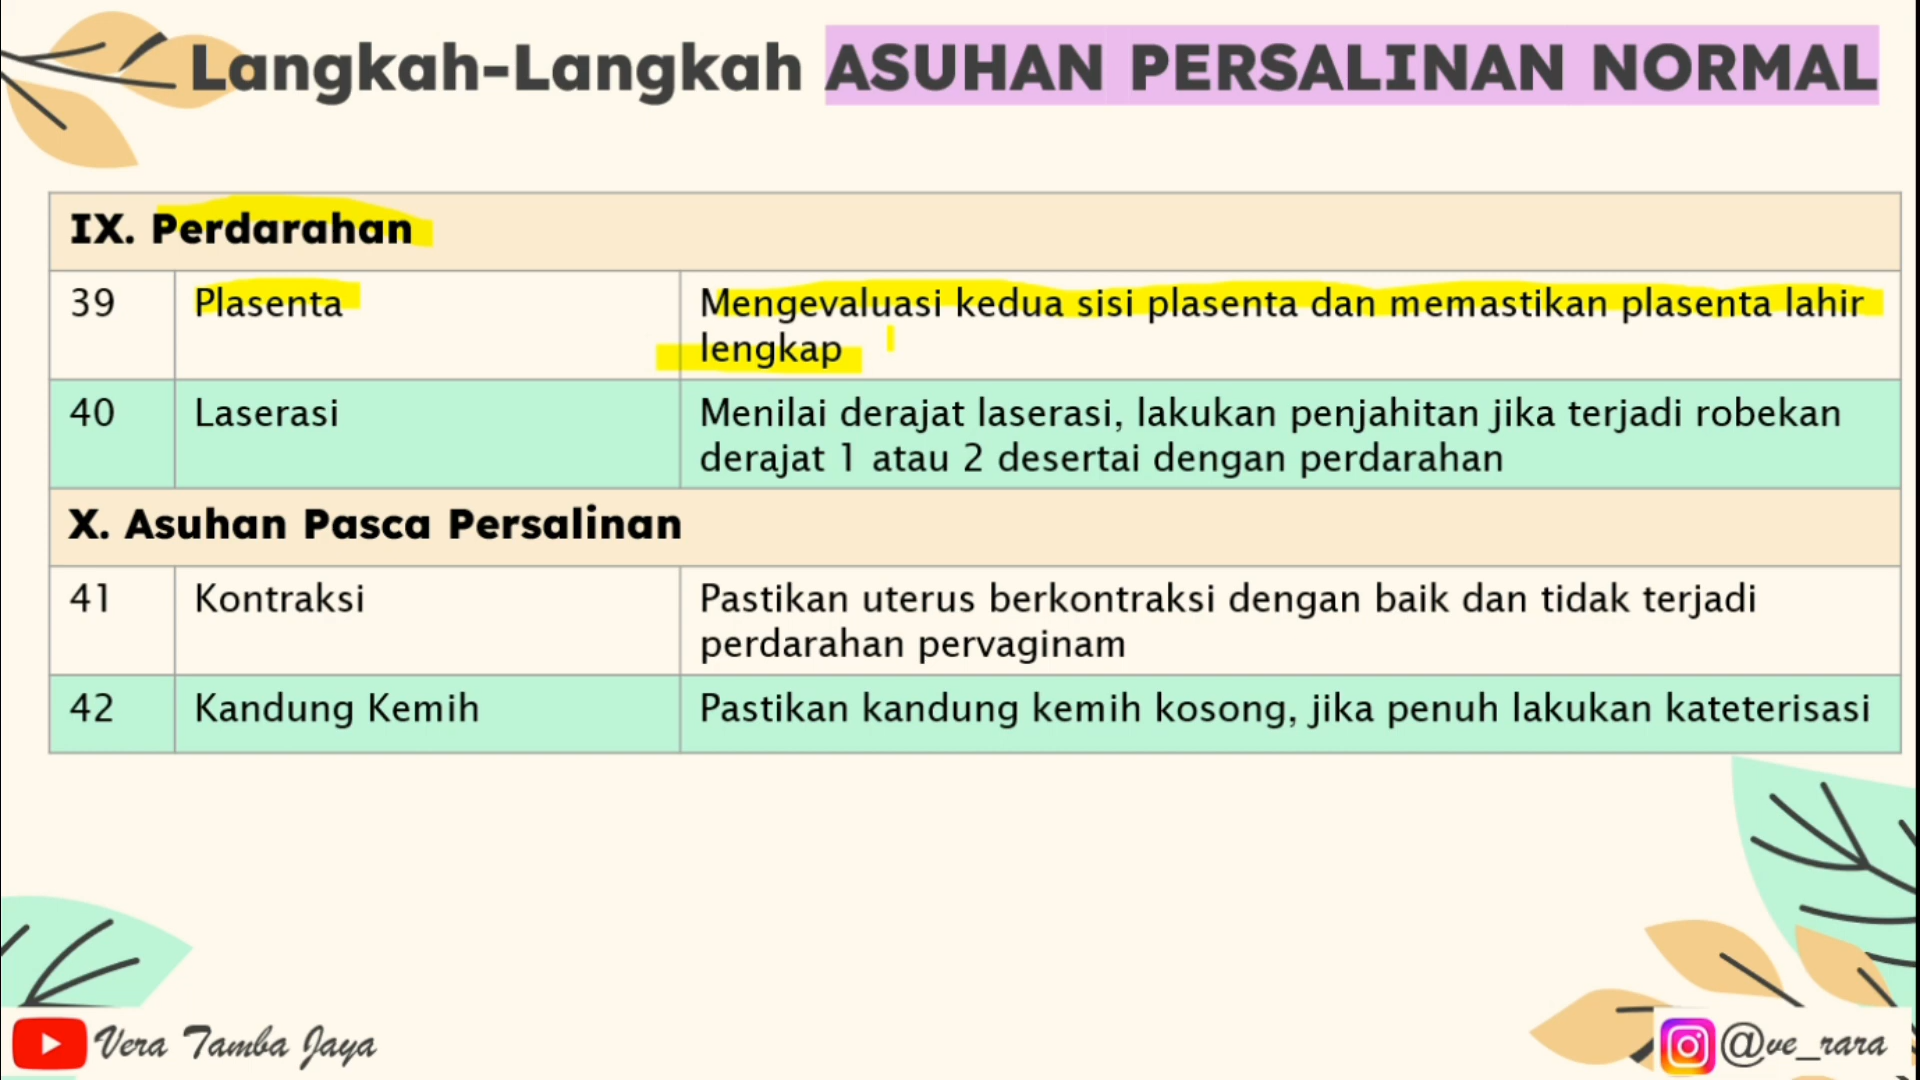 Langkah-Langkah ASUHAN PERSALINAN NORMAL
IX. Perdarahan
39 Plasenta Mengevaluasi kedua sisi plasenta dan memastikan plasenta lahir
lengkap
40 Laserasi Menilai derajat laserasi, lakukan penjahitan jika terjadi robekan
derajat 1 atau 2 desertai dengan perdarahan
X. Asuhan Pasca Persalinan
41 Kontraksi Pastikan uterus berkontraksi dengan baik dan tidak terjadi
perdarahan pervaginam
42 Kandung Kemih Pastikan kandung kemih kosong, jika penuh lakukan kateterisasi
Vera Tamba Jaya
@ve_rara